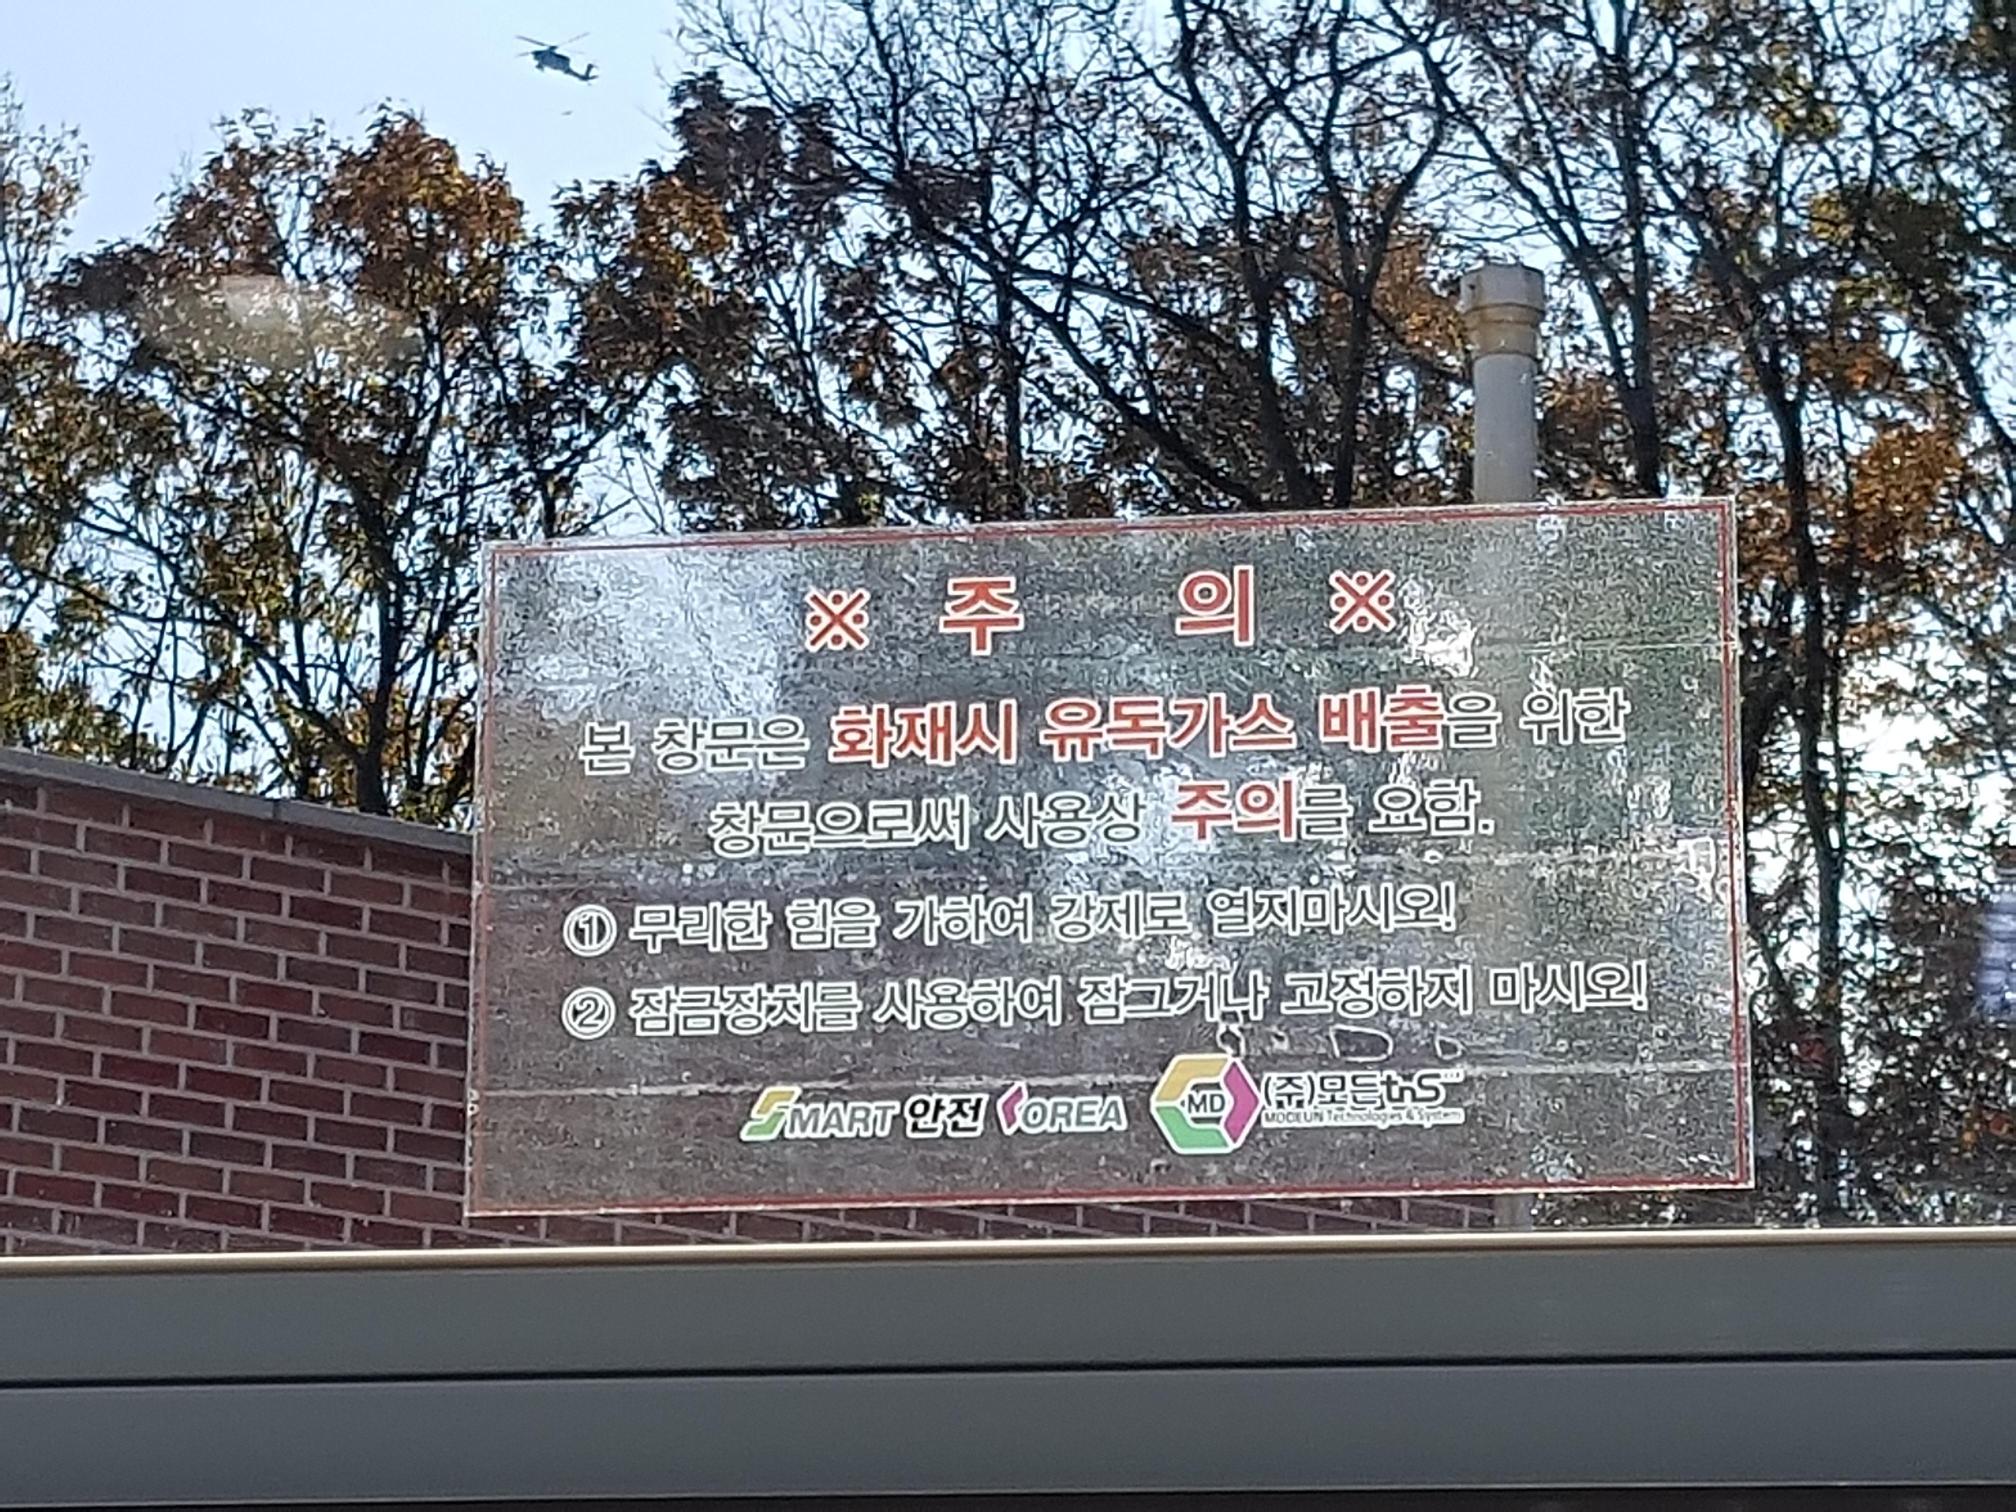 ※ 주 의 ※
본 창문은 화재시 유독가스 배출을 위한
창문으로써 사용상 주의를 요함.
① 무리한 힘을 가하여 강제로 열지마시오!
② 잠금장치를 사용하여 잠그거나 고정하지 마시오!
SMART 안전 KOREA MD (주)모든tnS
MODEUN Technologies & System